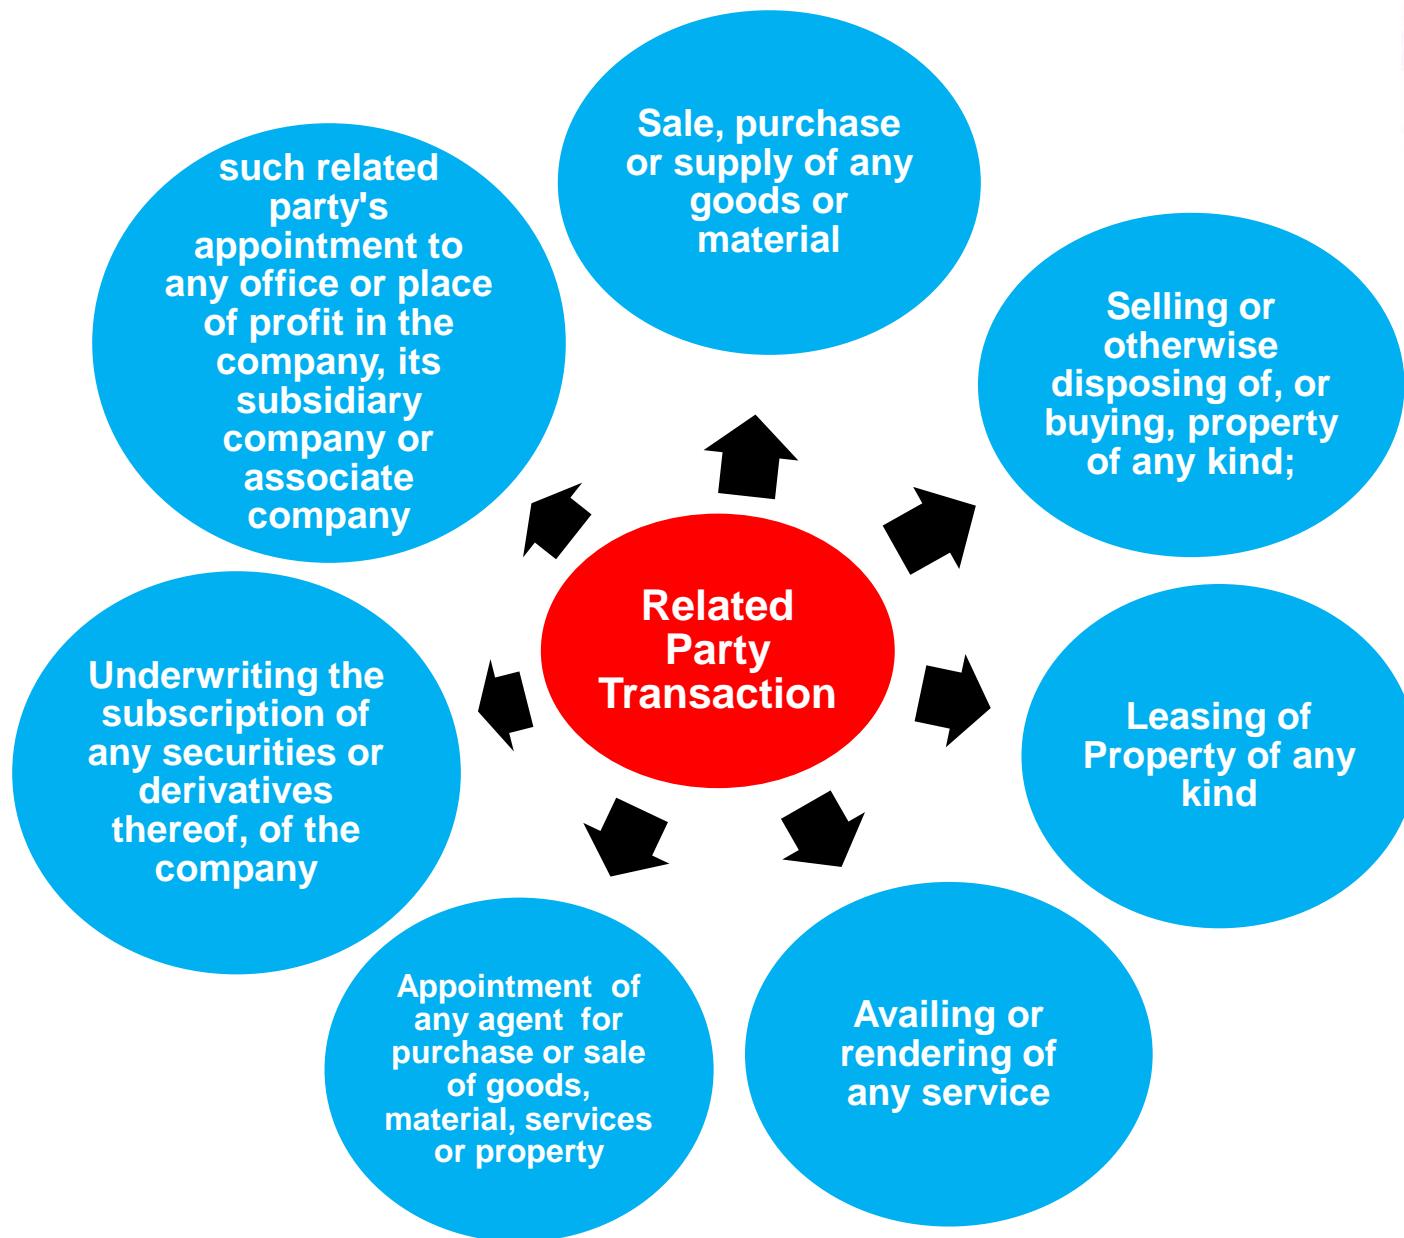 Sale, purchase
or supply of any
goods or
material
such related
party's
appointment to
any office or place
of profit in the
company, its
subsidiary
company or
associate
company
Selling or
otherwise
disposing of, or
buying, property
of any kind;
Related
Party
Transaction
Underwriting the
subscription of
any securities or
derivatives
thereof, of the
company
Leasing of
Property of any
kind
Appointment of
any agent for
purchase or sale
of goods,
material, services
or property
Availing or
rendering of
any service